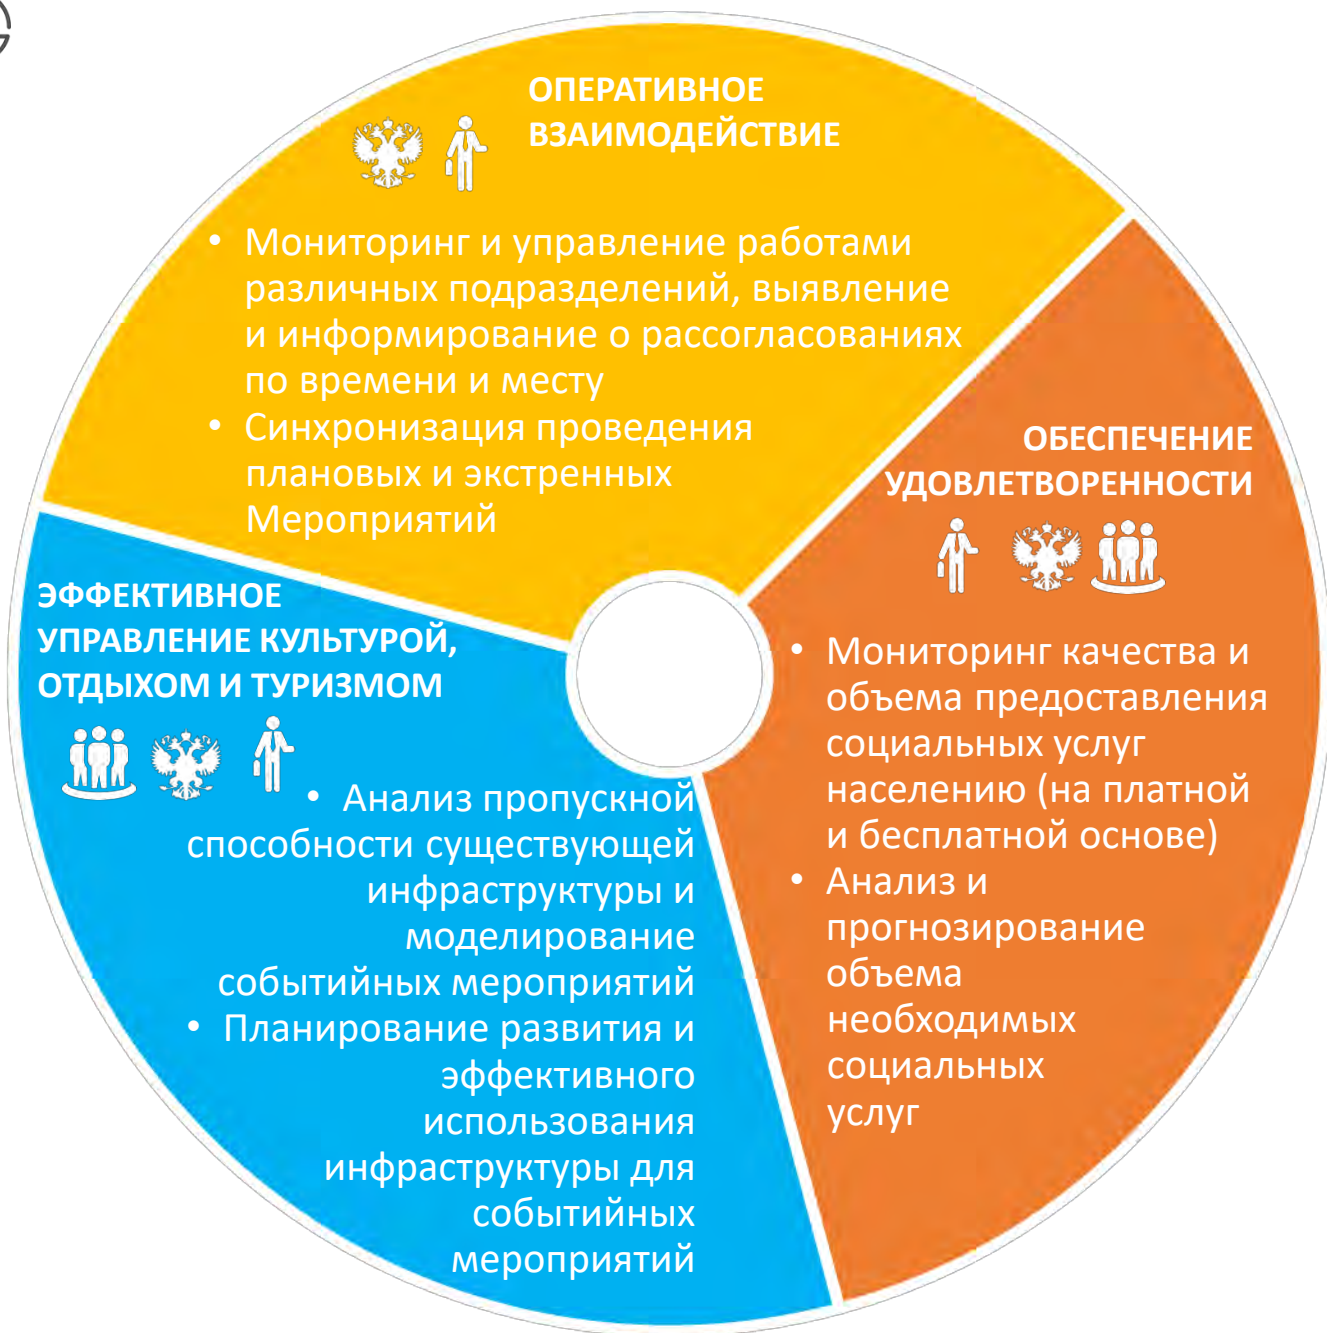 ОПЕРАТИВНОЕ
ВЗАИМОДЕЙСТВИЕ
• Мониторинг и управление работами
различных подразделений, выявление
и информирование о рассогласованиях
по времени и месту
• Синхронизация проведения
плановых и экстренных
Мероприятий
ОБЕСПЕЧЕНИЕ
УДОВЛЕТВОРЕННОСТИ
• Мониторинг качества и
объема предоставления
социальных услуг
населению (на платной
и бесплатной основе)
• Анализ и
прогнозирование
объема
необходимых
социальных
услуг
ЭФФЕКТИВНОЕ
УПРАВЛЕНИЕ КУЛЬТУРОЙ,
ОТДЫХОМ И ТУРИЗМОМ
• Анализ пропускной
способности существующей
инфраструктуры и
моделирование
событийных мероприятий
• Планирование развития и
эффективного
использования
инфраструктуры для
событийных
мероприятий